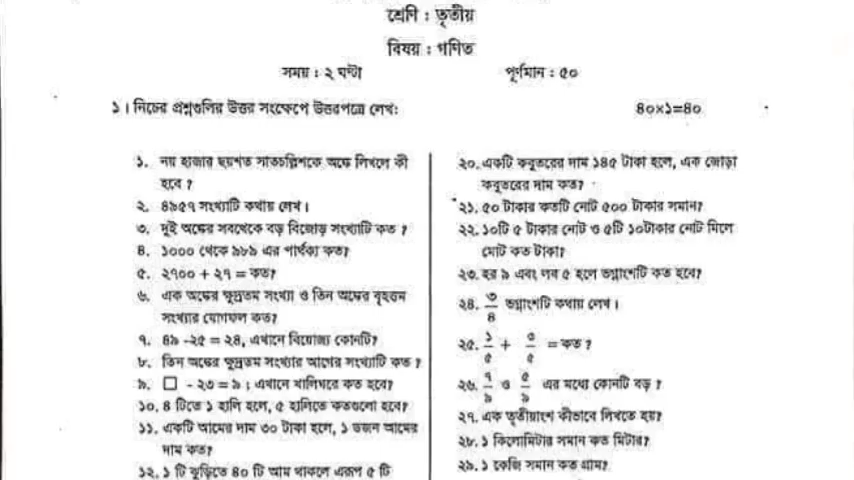 শ্রেণি : তৃতীয়
বিষয় : গণিত
সময় : ২ ঘণ্টা
পূর্ণমান : ৫০
১। নিচের প্রশ্নগুলির উত্তর সংক্ষেপে উত্তরপত্রে লেখ:
৪০×১=৪০
১. নয় হাজার ছয়শত সাতচল্লিশকে অঙ্কে লিখলে কী
হবে ?
২. ৪৯৫৭ সংখ্যাটি কথায় লেখ।
৩. দুই অঙ্কের সবথেকে বড় বিজোড় সংখ্যাটি কত ?
৪. ১০০০ থেকে ৯৮৯ এর পার্থক্য কত?
৫. ২৭০০ + ২৭ = কত?
৬. এক অঙ্কের ক্ষুদ্রতম সংখ্যা ও তিন অঙ্কের বৃহত্তম
সংখ্যার যোগফল কত?
৭. ৪৯ -২৫ = ২৪, এখানে বিয়োজ্য কোনটি?
৮. তিন অঙ্কের ক্ষুদ্রতম সংখ্যার আগের সংখ্যাটি কত ?
৯. □ - ২৩ = ৯ ; এখানে খালিঘরে কত হবে?
১০. ৪ টিতে ১ হালি হলে, ৫ হালিতে কতগুলো হবে?
১১. একটি আমের দাম ৩০ টাকা হলে, ১ ডজন আমের
দাম কত?
১২. ১ টি ঝুড়িতে ৪০ টি আম থাকলে এরূপ ৫ টি
২০. একটি কবুতরের দাম ১৪৫ টাকা হলে, এক জোড়া
কবুতরের দাম কত?
২১. ৫০ টাকার কতটি নোট ৫০০ টাকার সমান?
২২. ১০টি ৫ টাকার নোট ও ৫টি ১০টাকার নোট মিলে
মোট কত টাকা?
২৩. হর ৯ এবং লব ৫ হলে ভগ্নাংশটি কত হবে?
২৪. ৩/৪ ভগ্নাংশটি কথায় লেখ।
২৫. ১/৫ + ৩/৫ = কত ?
২৬. ৭/৯ ও ৫/৯ এর মধ্যে কোনটি বড় ?
২৭. এক তৃতীয়াংশ কীভাবে লিখতে হয়?
২৮. ১ কিলোমিটার সমান কত মিটার?
২৯. ১ কেজি সমান কত গ্রাম?